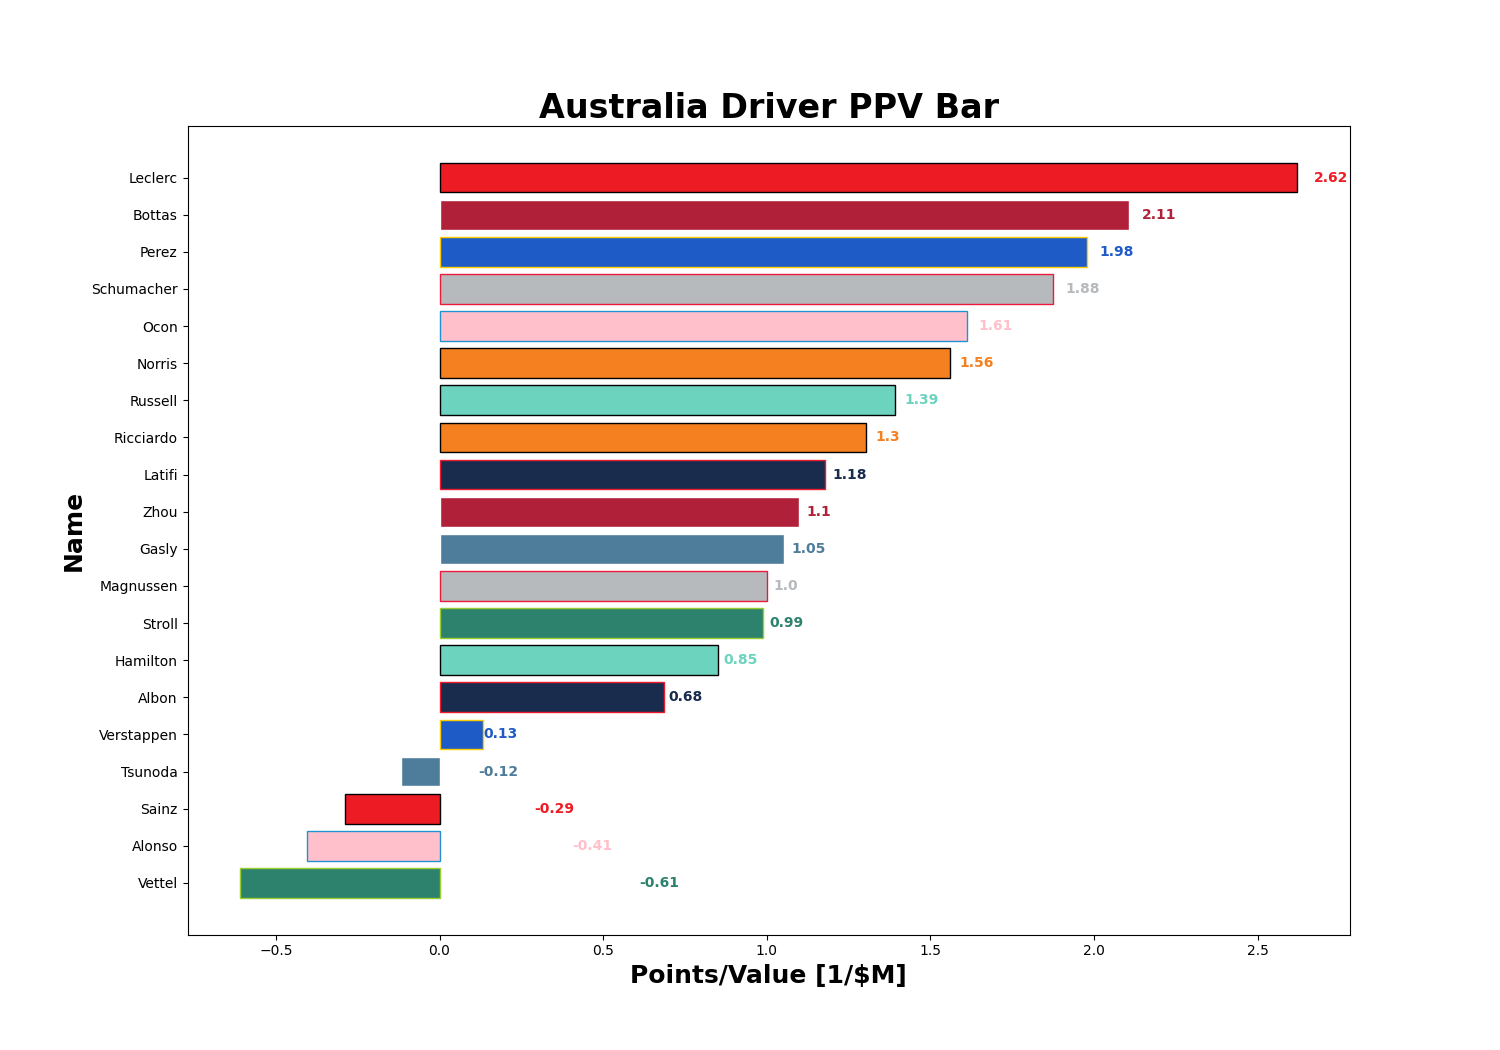 Australia Driver PPV Bar
Leclerc 2.62
Bottas 2.11
Perez 1.98
Schumacher 1.88
Ocon 1.61
Norris 1.56
Russell 1.39
Ricciardo 1.3
Latifi 1.18
Zhou 1.1
Gasly 1.05
Magnussen 1.0
Stroll 0.99
Hamilton 0.85
Albon 0.68
Verstappen 0.13
Tsunoda -0.12
Sainz -0.29
Alonso -0.41
Vettel -0.61
Name
−0.5 0.0 0.5 1.0 1.5 2.0 2.5
Points/Value [1/$M]